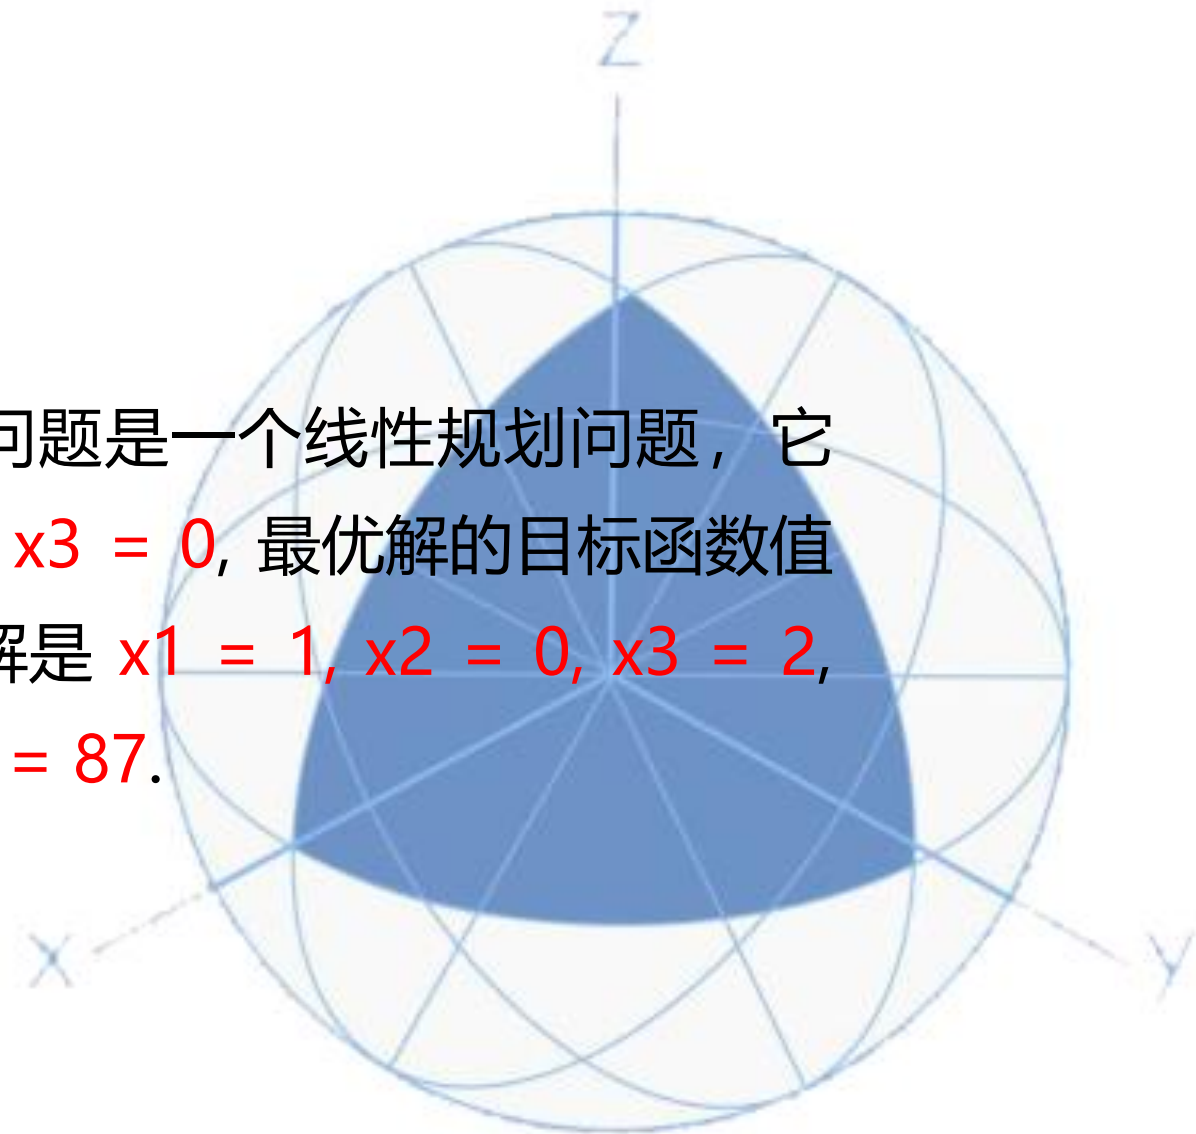 Z
问题是一个线性规划问题，它
x3 = 0, 最优解的目标函数值
解是 x1 = 1, x2 = 0, x3 = 2,
= 87.
X
y